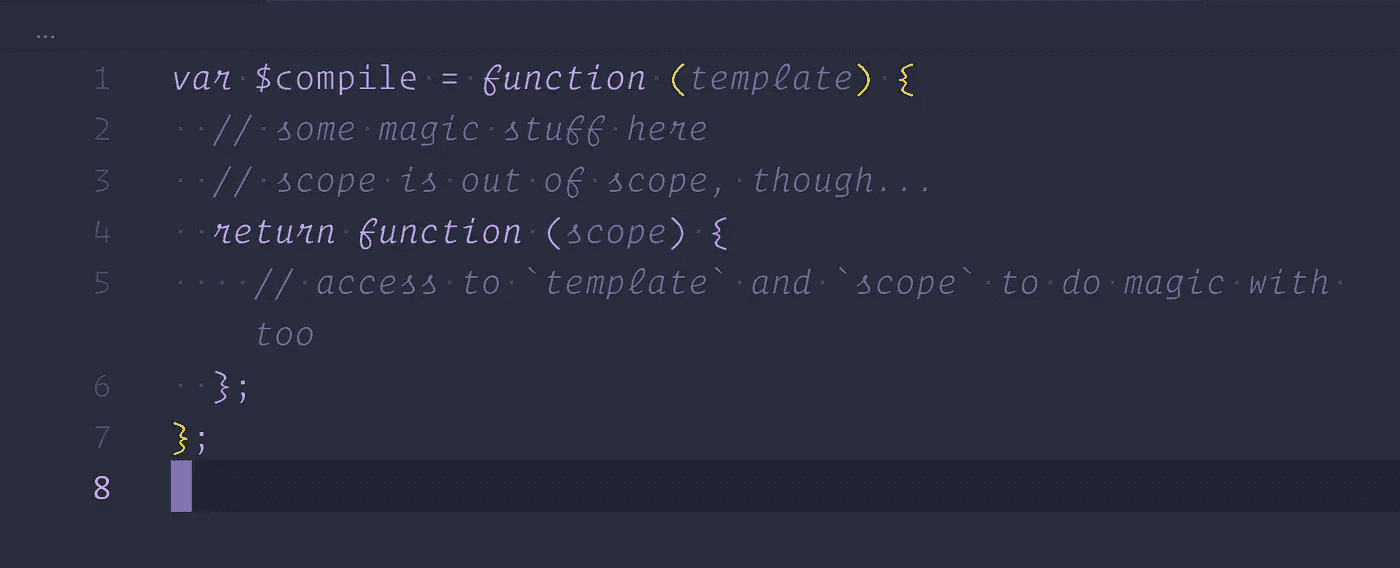 ...
1 var $compile = function (template) {
2   // some magic stuff here
3   // scope is out of scope, though...
4   return function (scope) {
5     // access to `template` and `scope` to do magic with
too
6   };
7 };
8